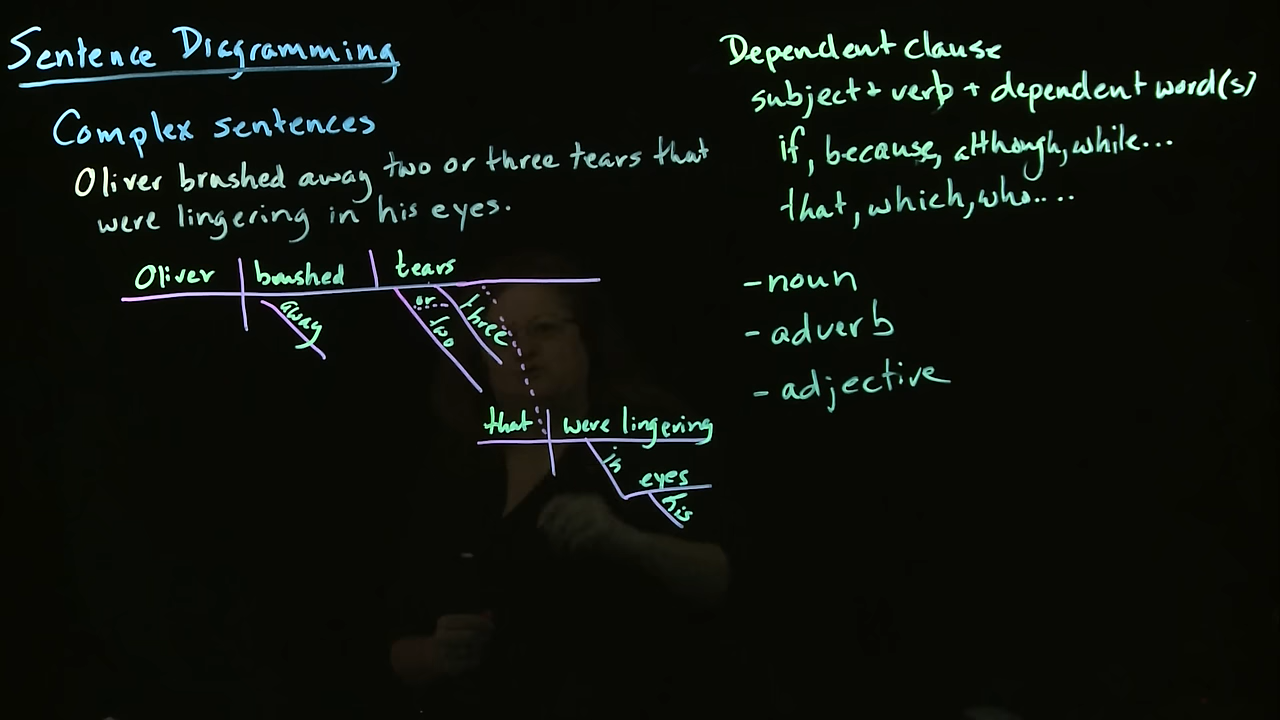 Sentence Diagramming
Complex sentences
Oliver brushed away two or three tears that
were lingering in his eyes.
Oliver brushed tears
away
or
two
three
that were lingering
in
eyes
his
Dependent clause
subject + verb + dependent word(s)
if, because, although, while...
that, which, who....
- noun
- adverb
- adjective